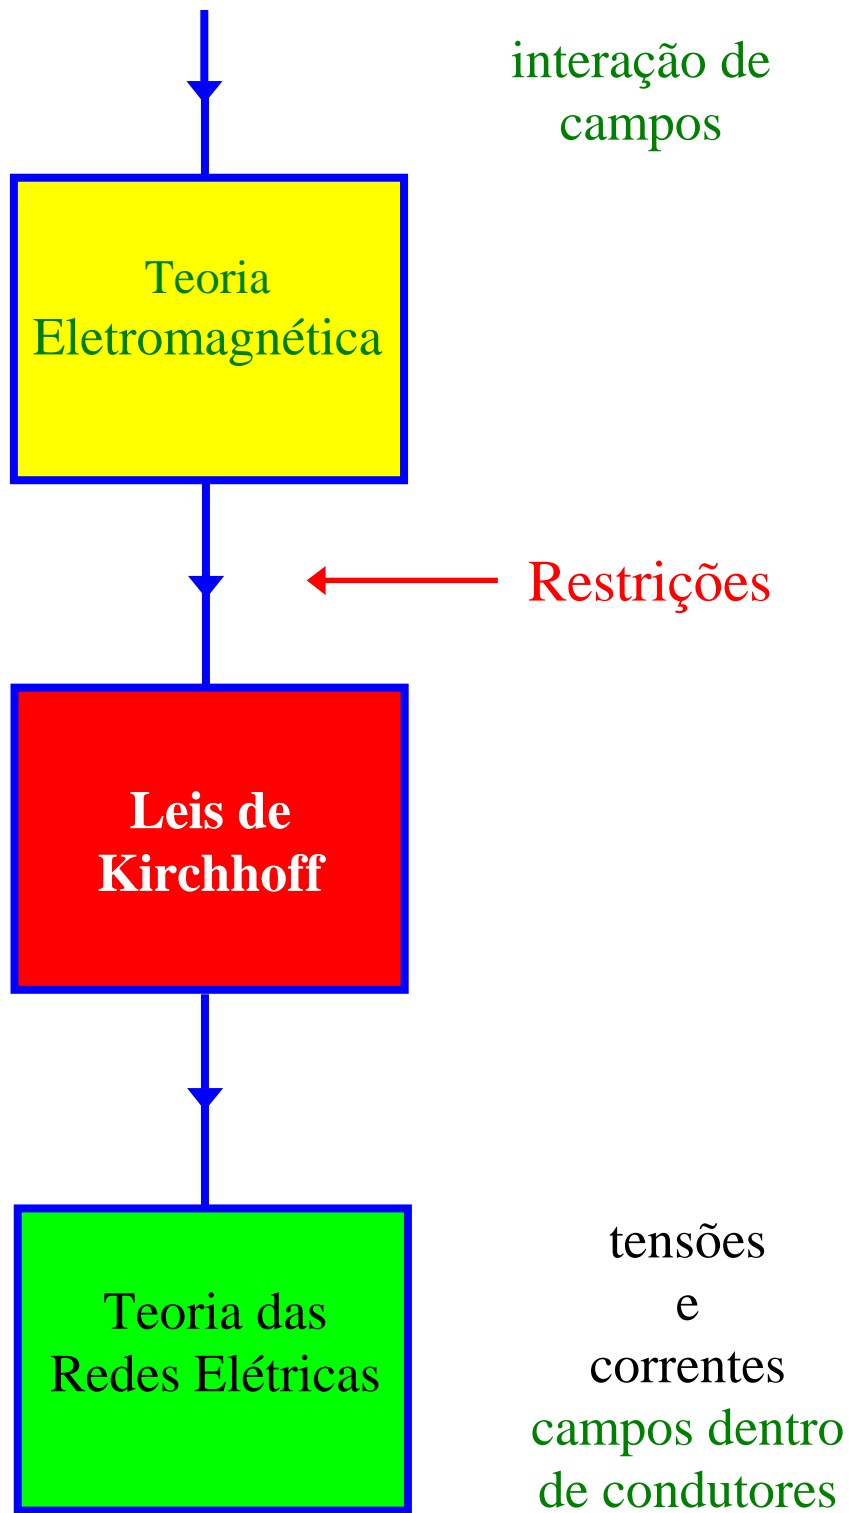 interação de
campos
Teoria
Eletromagnética
Restrições
Leis de
Kirchhoff
tensões
e
correntes
campos dentro
de condutores
Teoria das
Redes Elétricas